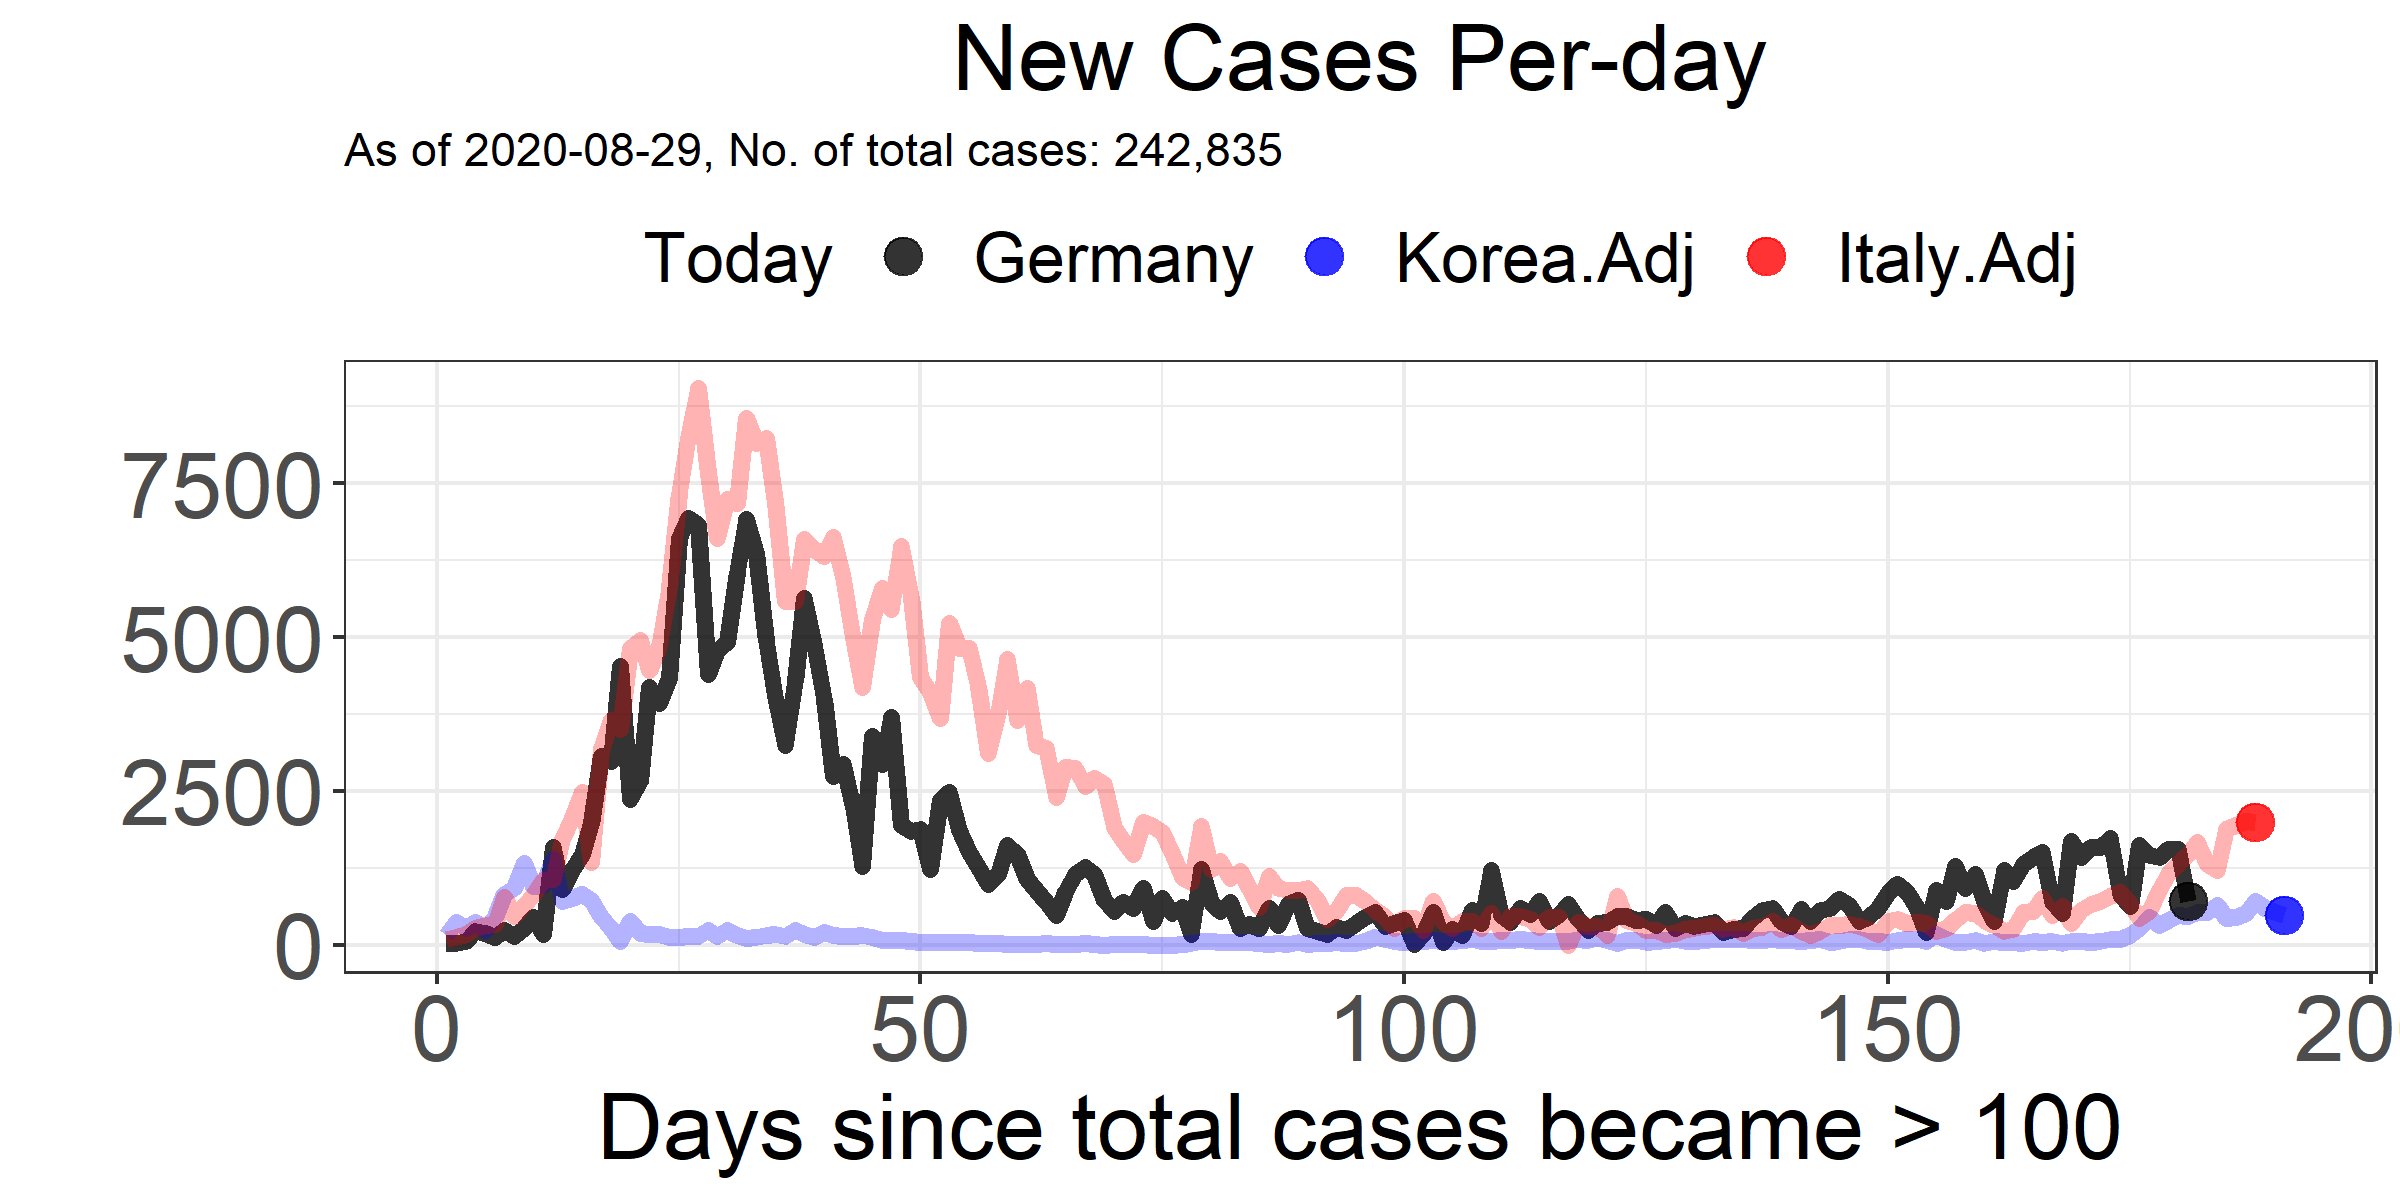 New Cases Per-day
As of 2020-08-29, No. of total cases: 242,835
Today Germany Korea.Adj Italy.Adj
7500
5000
2500
0
0 50 100 150 20
Days since total cases became > 100